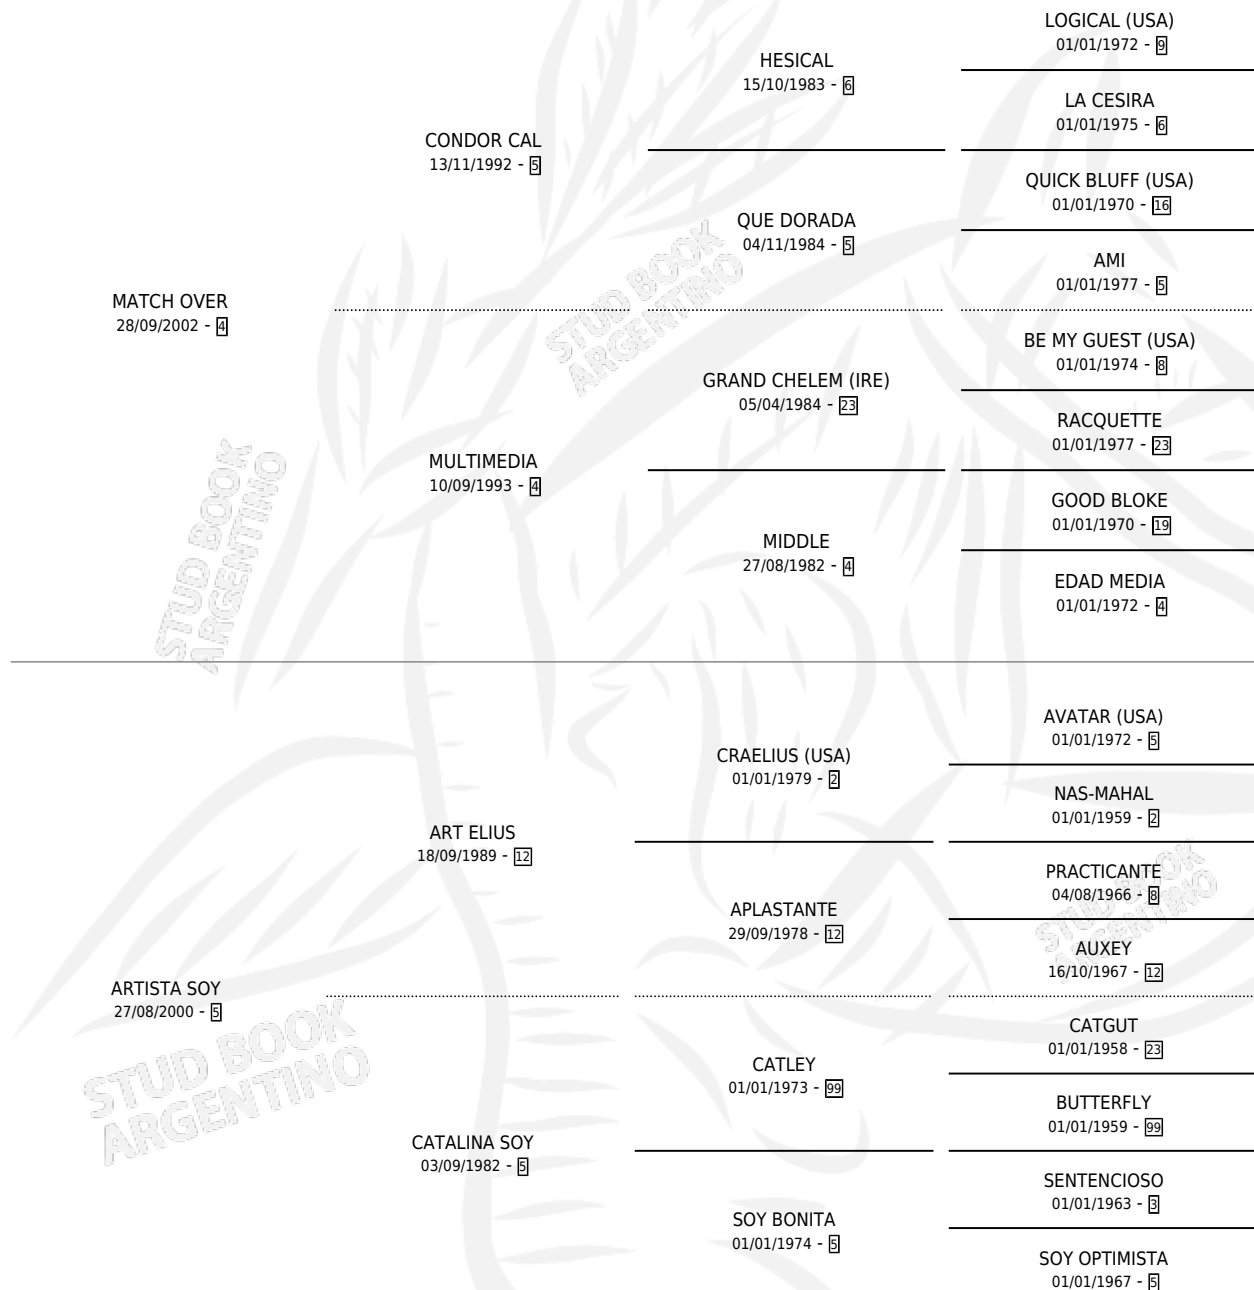 LOGICAL (USA)
01/01/1972 - 9
HESICAL
15/10/1983 - 6
LA CESIRA
01/01/1975 - 6
CONDOR CAL
13/11/1992 - 5
QUICK BLUFF (USA)
01/01/1970 - 16
QUE DORADA
04/11/1984 - 5
AMI
01/01/1977 - 5
MATCH OVER
28/09/2002 - 4
BE MY GUEST (USA)
01/01/1974 - 8
GRAND CHELEM (IRE)
05/04/1984 - 23
RACQUETTE
01/01/1977 - 23
MULTIMEDIA
10/09/1993 - 4
GOOD BLOKE
01/01/1970 - 19
MIDDLE
27/08/1982 - 4
EDAD MEDIA
01/01/1972 - 4
STUD BOOK
ARGENTINO
STUD BOOK
ARGENTINO
AVATAR (USA)
01/01/1972 - 5
CRAELIUS (USA)
01/01/1979 - 2
NAS-MAHAL
01/01/1959 - 2
ART ELIUS
18/09/1989 - 12
PRACTICANTE
04/08/1966 - 8
APLASTANTE
29/09/1978 - 12
AUXEY
16/10/1967 - 12
ARTISTA SOY
27/08/2000 - 5
CATGUT
01/01/1958 - 23
CATLEY
01/01/1973 - 99
BUTTERFLY
01/01/1959 - 99
CATALINA SOY
03/09/1982 - 5
SENTENCIOSO
01/01/1963 - 3
SOY BONITA
01/01/1974 - 5
SOY OPTIMISTA
01/01/1967 - 5
STUD BOOK
ARGENTINO
STUD BOOK
ARGENTINO